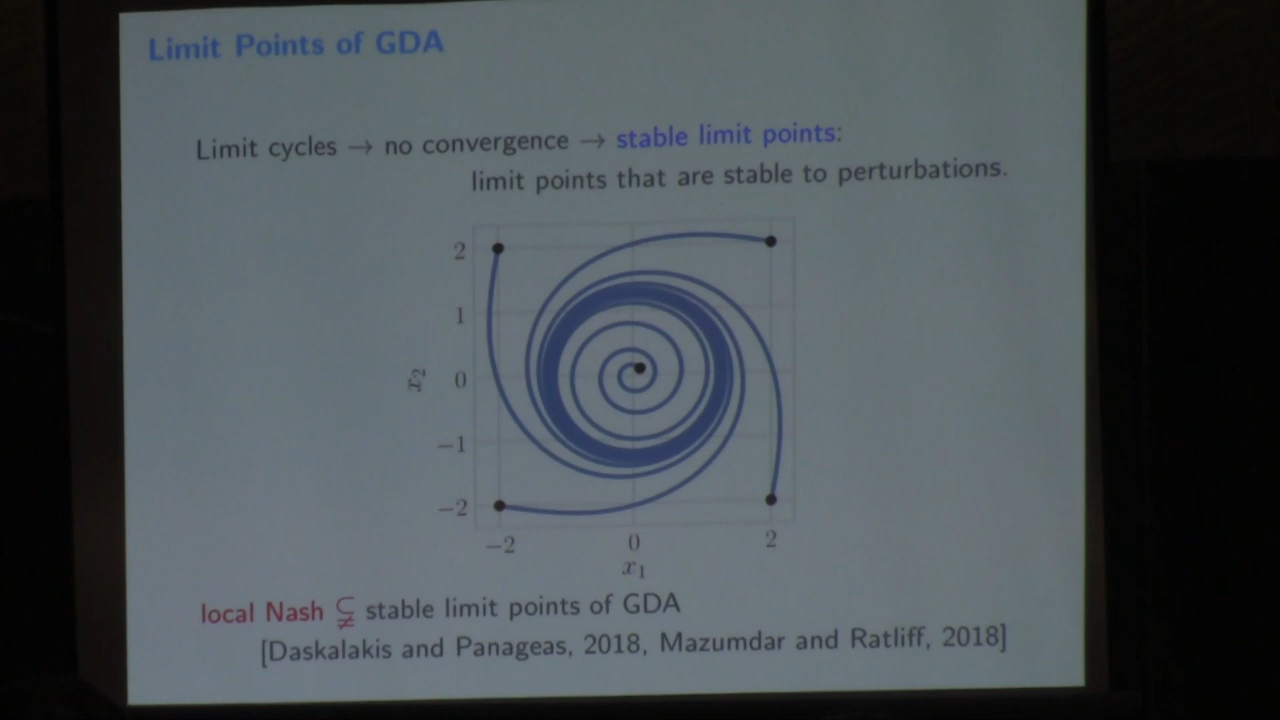 Limit Points of GDA
Limit cycles → no convergence → stable limit points:
limit points that are stable to perturbations.
2
1
0
−1
−2
x₂
−2 0 2
x₁
local Nash ⊊ stable limit points of GDA
[Daskalakis and Panageas, 2018, Mazumdar and Ratliff, 2018]